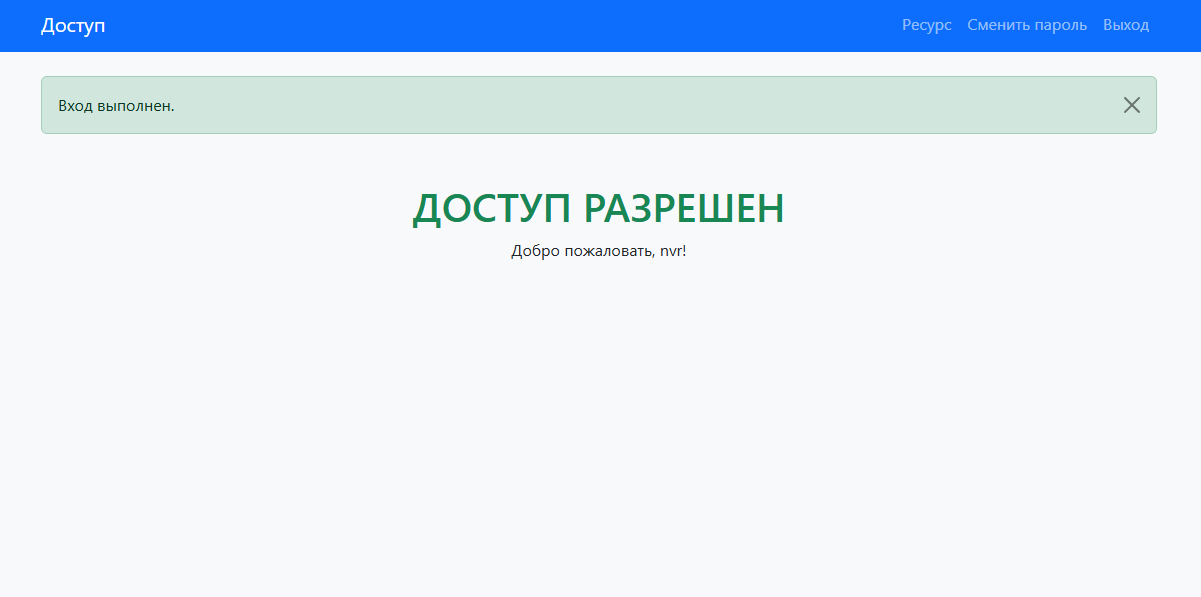 Доступ
Ресурс Сменить пароль Выход
Вход выполнен.
ДОСТУП РАЗРЕШЕН
Добро пожаловать, nvr!